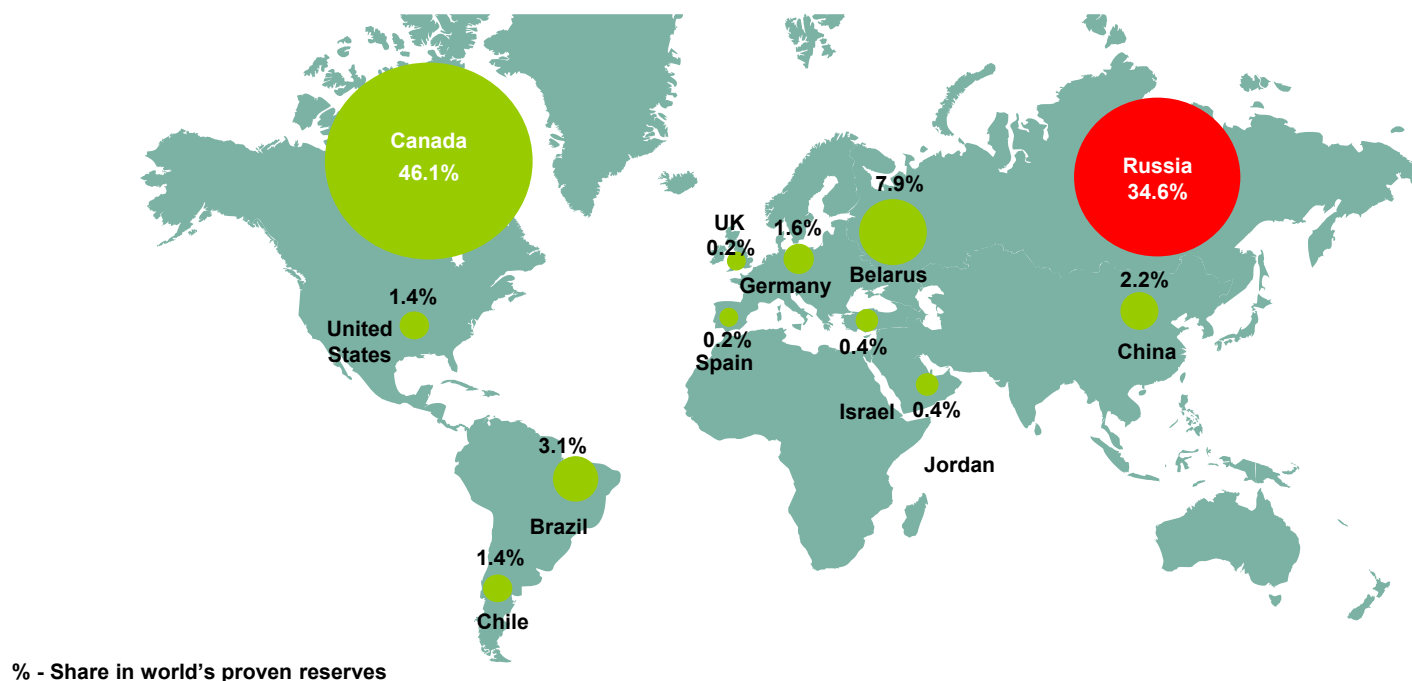 Canada
46.1%
Russia
34.6%
7.9%
Belarus
UK
0.2%
1.6%
Germany
2.2%
China
1.4%
United
States
0.2%
Spain
0.4%
Israel
0.4%
Jordan
3.1%
Brazil
1.4%
Chile
% - Share in world's proven reserves